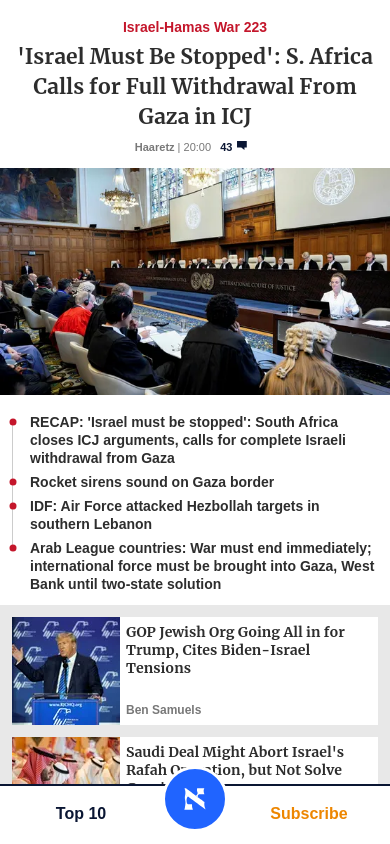 Israel-Hamas War 223
'Israel Must Be Stopped': S. Africa
Calls for Full Withdrawal From
Gaza in ICJ
Haaretz | 20:00 43
INTERNATIONAL COURT OF JUSTICE
RECAP: 'Israel must be stopped': South Africa
closes ICJ arguments, calls for complete Israeli
withdrawal from Gaza
Rocket sirens sound on Gaza border
IDF: Air Force attacked Hezbollah targets in
southern Lebanon
Arab League countries: War must end immediately;
international force must be brought into Gaza, West
Bank until two-state solution
GOP Jewish Org Going All in for
Trump, Cites Biden-Israel
Tensions
Ben Samuels
Saudi Deal Might Abort Israel's
Rafah Operation, but Not Solve
Top 10
Subscribe